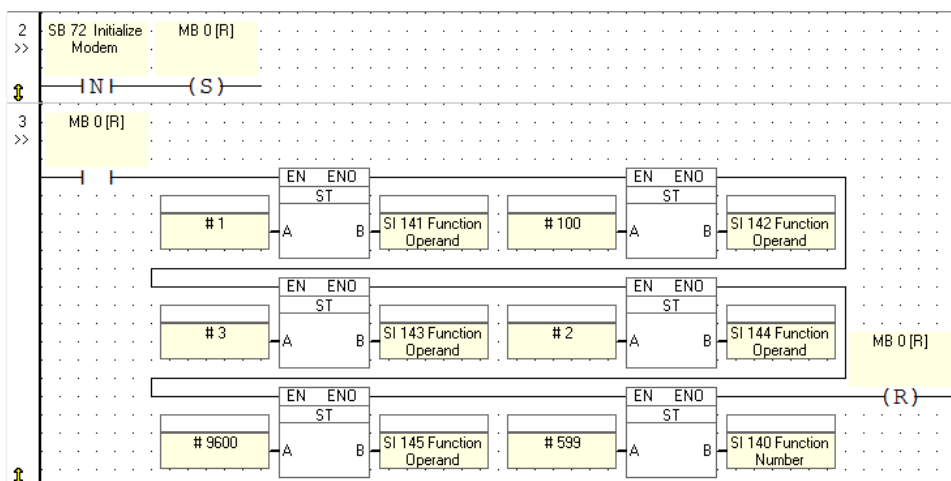 2
SB 72 Initialize
Modem
MB 0 [R]
>>
N
(S)
3
MB 0 [R]
>>
EN ENO
EN ENO
ST
ST
# 1
A
B
SI 141 Function
Operand
# 100
A
B
SI 142 Function
Operand
EN ENO
EN ENO
ST
ST
# 3
A
B
SI 143 Function
Operand
# 2
A
B
SI 144 Function
Operand
MB 0 [R]
EN ENO
EN ENO
(R)
ST
ST
# 9600
A
B
SI 145 Function
Operand
# 599
A
B
SI 140 Function
Number